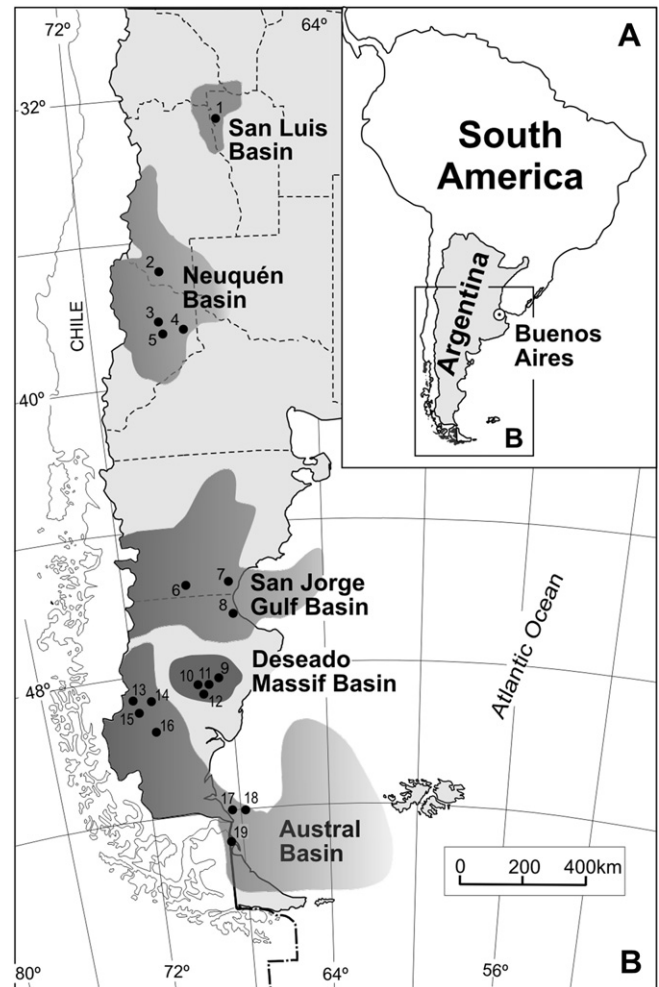 72º
64º
B
A
32º
1
San Luis
Basin
South
America
2
Neuquén
Basin
3
4
5
CHILE
Argentina
Buenos
Aires
B
40º
6
7
8
San Jorge
Gulf Basin
Deseado
Massif Basin
9
10
11
12
Atlantic Ocean
48º
13
14
15
16
17
18
19
Austral
Basin
0
200
400km
80º
72º
64º
56º
B